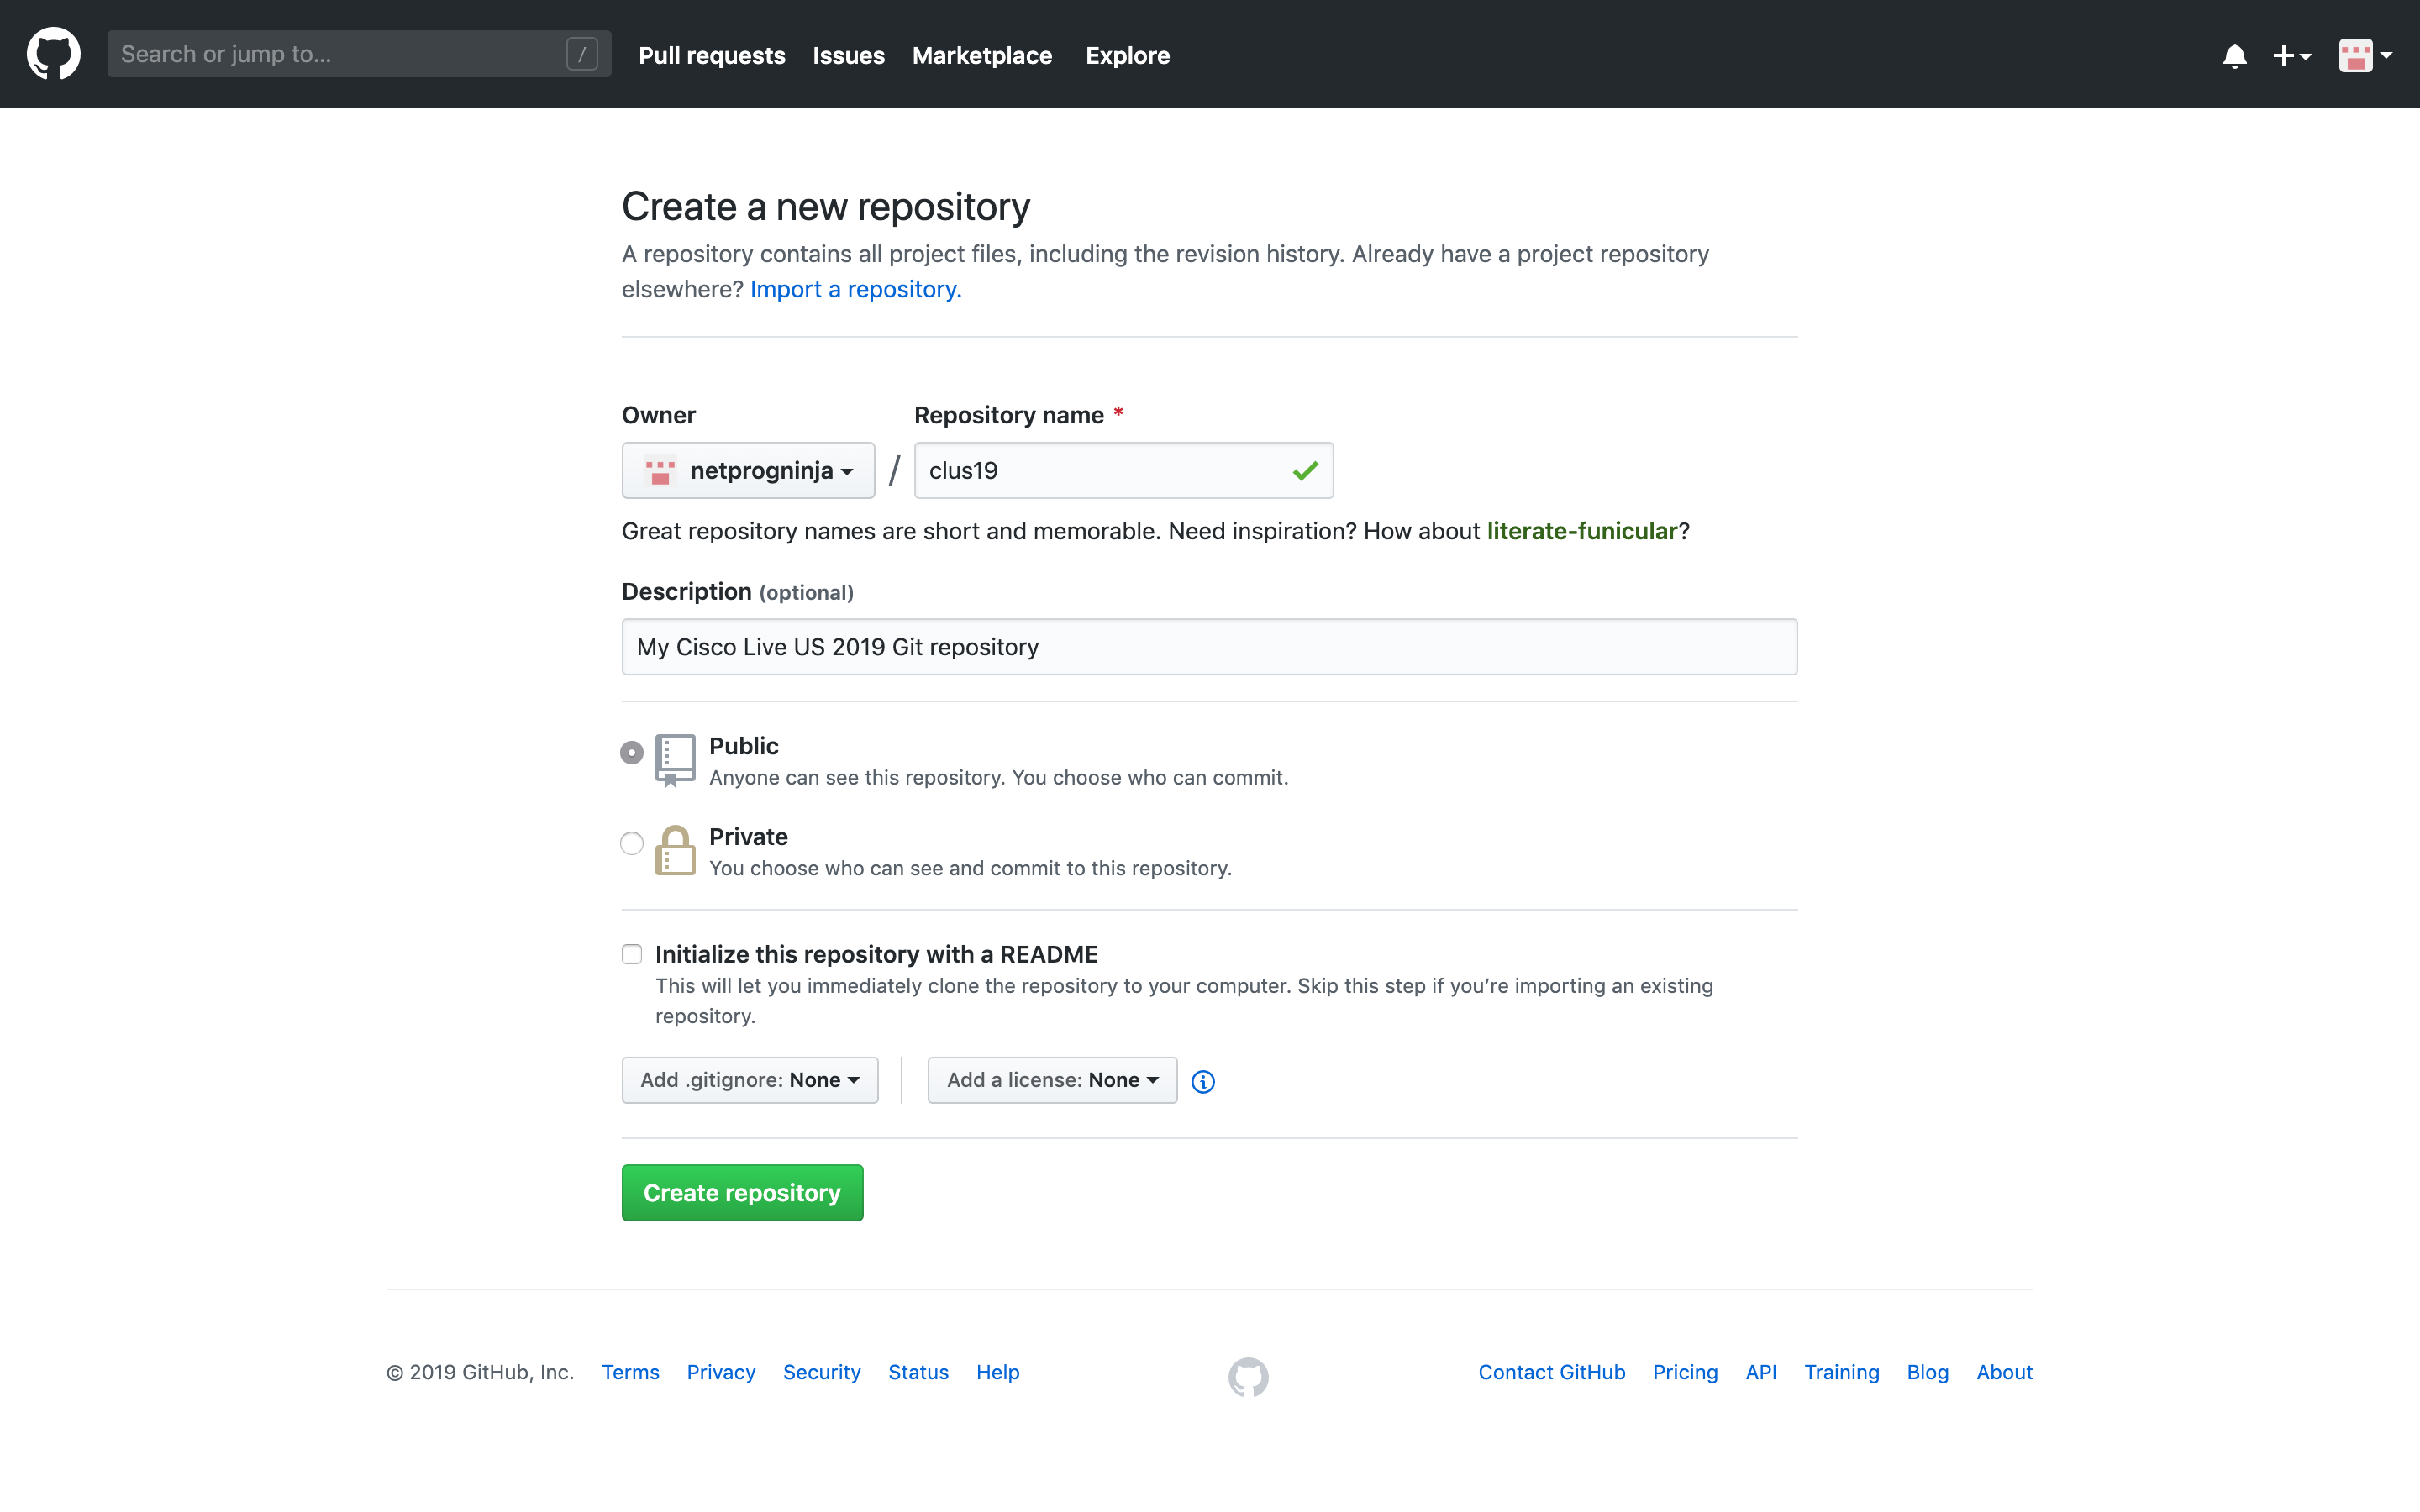 Search or jump to... /
Pull requests Issues Marketplace Explore
Create a new repository
A repository contains all project files, including the revision history. Already have a project repository
elsewhere? Import a repository.
Owner Repository name *
netprogninja / clus19
Great repository names are short and memorable. Need inspiration? How about literate-funicular?
Description (optional)
My Cisco Live US 2019 Git repository
Public
Anyone can see this repository. You choose who can commit.
Private
You choose who can see and commit to this repository.
Initialize this repository with a README
This will let you immediately clone the repository to your computer. Skip this step if you’re importing an existing
repository.
Add .gitignore: None Add a license: None
Create repository
© 2019 GitHub, Inc. Terms Privacy Security Status Help Contact GitHub Pricing API Training Blog About